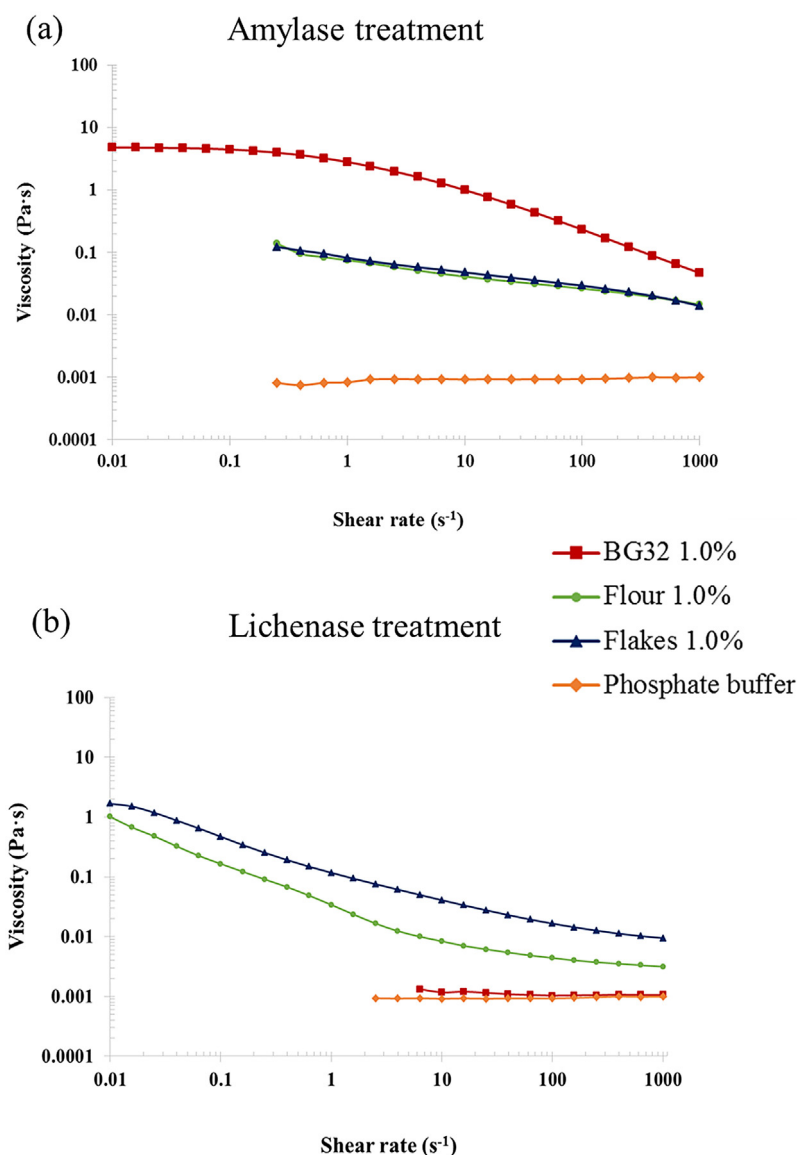 (a)
Amylase treatment
100
10
1
0.1
0.01
0.001
0.0001
Viscosity (Pa·s)
0.01 0.1 1 10 100 1000
Shear rate (s⁻¹)
BG32 1.0%
Flour 1.0%
Flakes 1.0%
Phosphate buffer
(b)
Lichenase treatment
100
10
1
0.1
0.01
0.001
0.0001
Viscosity (Pa·s)
0.01 0.1 1 10 100 1000
Shear rate (s⁻¹)